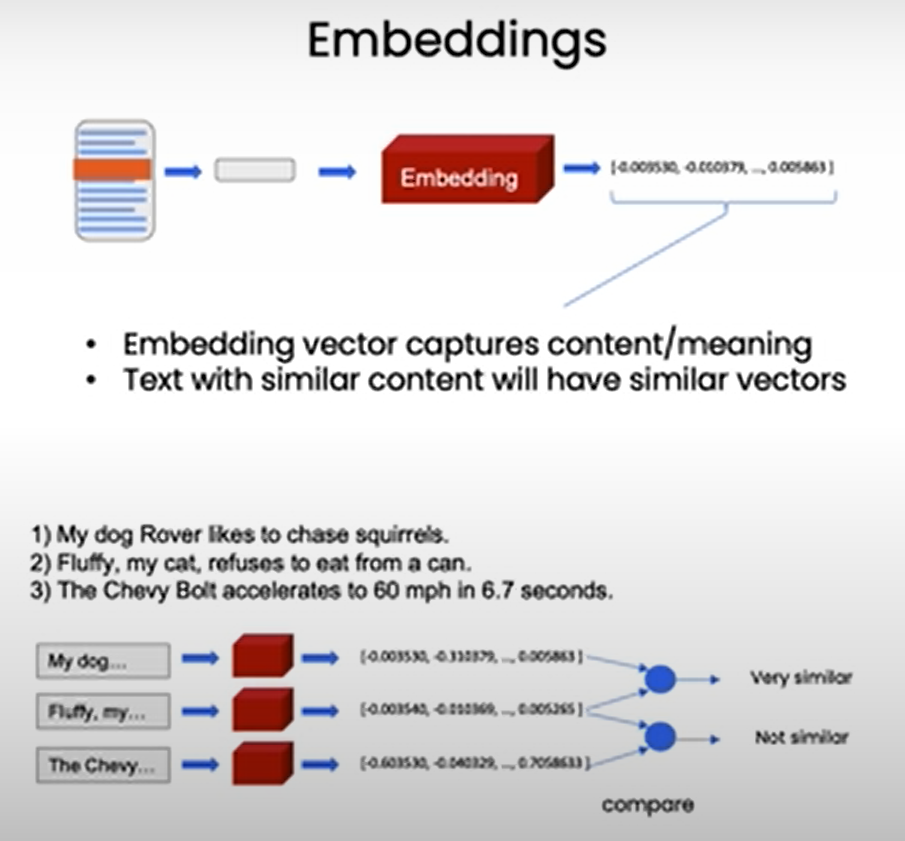 Embeddings
Embedding
[-0.003530, -0.010379, ..., 0.005863 ]
• Embedding vector captures content/meaning
• Text with similar content will have similar vectors
1) My dog Rover likes to chase squirrels.
2) Fluffy, my cat, refuses to eat from a can.
3) The Chevy Bolt accelerates to 60 mph in 6.7 seconds.
My dog... [-0.003530, -0.310379, ..., 0.005863 ]
Very similar
Fluffy, my... [-0.003540, -0.010369, ..., 0.005265 ]
Not similar
The Chevy... [-0.603530, -0.040329, ..., 0.7058633 ]
compare